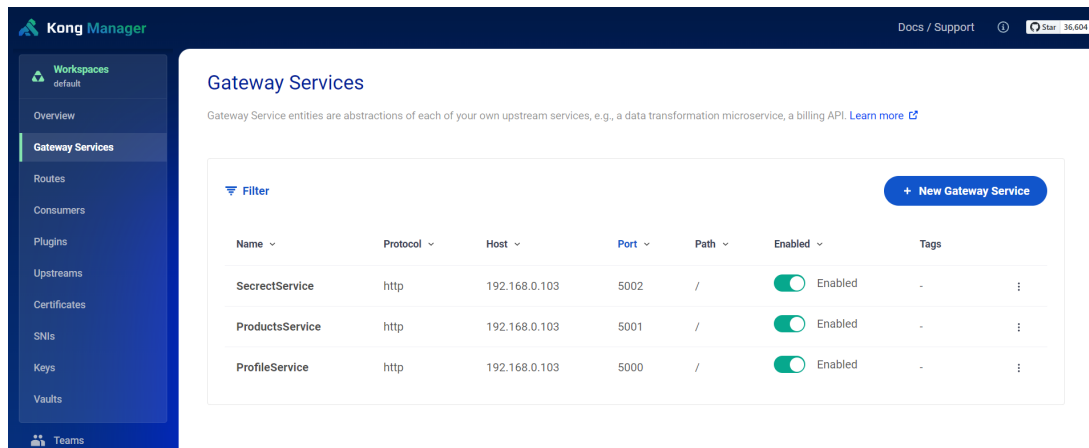 Kong Manager
Docs / Support
Star 36,604
Workspaces
default
Overview
Gateway Services
Routes
Consumers
Plugins
Upstreams
Certificates
SNIs
Keys
Vaults
Teams
Gateway Services
Gateway Service entities are abstractions of each of your own upstream services, e.g., a data transformation microservice, a billing API. Learn more
Filter
+ New Gateway Service
Name Protocol Host Port Path Enabled Tags
SecrectService http 192.168.0.103 5002 / Enabled -
ProductsService http 192.168.0.103 5001 / Enabled -
ProfileService http 192.168.0.103 5000 / Enabled -